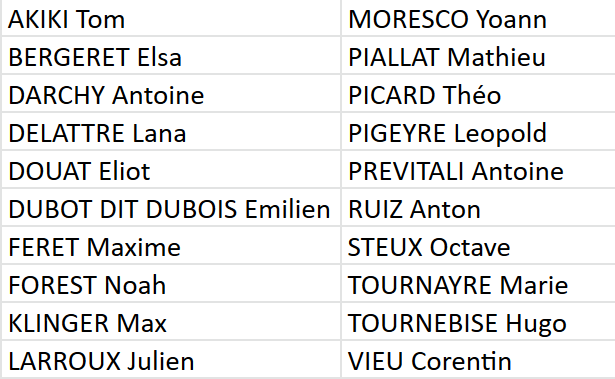 AKIKI Tom
BERGERET Elsa
DARCHY Antoine
DELATTRE Lana
DOUAT Eliot
DUBOT DIT DUBOIS Emilien
FERET Maxime
FOREST Noah
KLINGER Max
LARROUX Julien
MORESCO Yoann
PIALLAT Mathieu
PICARD Théo
PIGEYRE Leopold
PREVITALI Antoine
RUIZ Anton
STEUX Octave
TOURNAYRE Marie
TOURNEBISE Hugo
VIEU Corentin